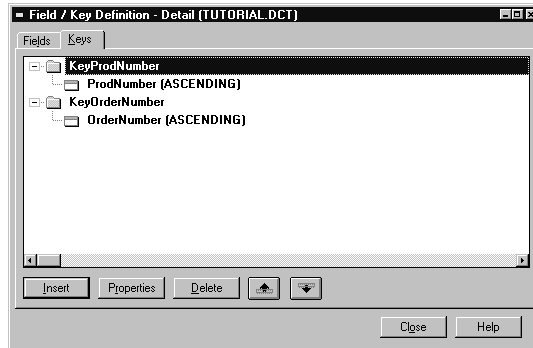 Field / Key Definition - Detail (TUTORIAL.DCT)
Fields Keys
KeyProdNumber
ProdNumber (ASCENDING)
KeyOrderNumber
OrderNumber (ASCENDING)
Insert Properties Delete
Close Help